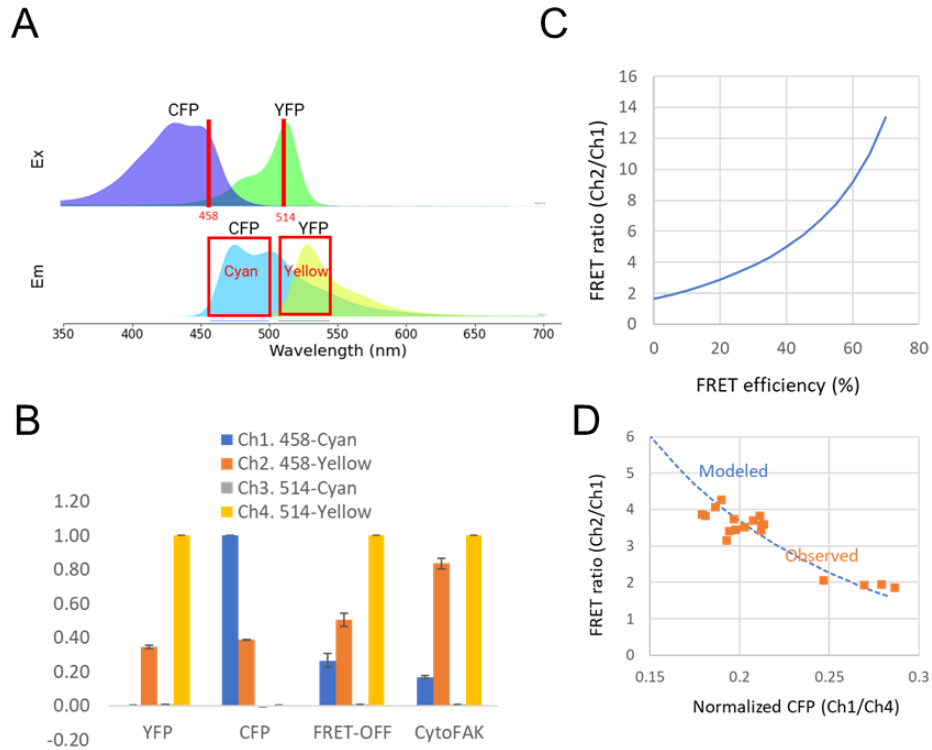 A
CFP
YFP
Ex
458
514
CFP
YFP
Cyan
Yellow
Em
350 400 450 500 550 600 650 700
Wavelength (nm)
B
Ch1. 458-Cyan
Ch2. 458-Yellow
Ch3. 514-Cyan
Ch4. 514-Yellow
1.20
1.00
0.80
0.60
0.40
0.20
0.00
-0.20
YFP CFP FRET-OFF CytoFAK
C
FRET ratio (Ch2/Ch1)
16
14
12
10
8
6
4
2
0
0 20 40 60 80
FRET efficiency (%)
D
FRET ratio (Ch2/Ch1)
6
5
4
3
2
1
0
Modeled
Observed
0.15 0.2 0.25 0.3
Normalized CFP (Ch1/Ch4)